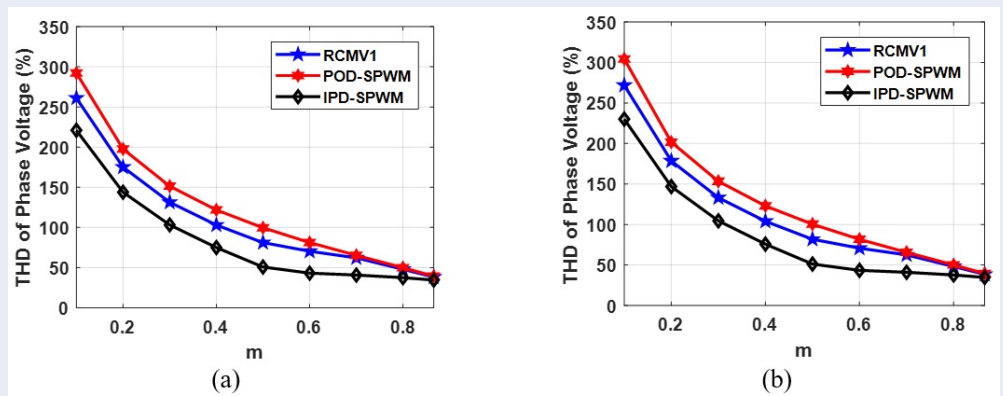 350
300
250
200
150
100
50
0
THD of Phase Voltage (%)
RCMV1
POD-SPWM
IPD-SPWM
0.2
0.4
0.6
0.8
m
(a)
350
300
250
200
150
100
50
0
THD of Phase Voltage (%)
RCMV1
POD-SPWM
IPD-SPWM
0.2
0.4
0.6
0.8
m
(b)